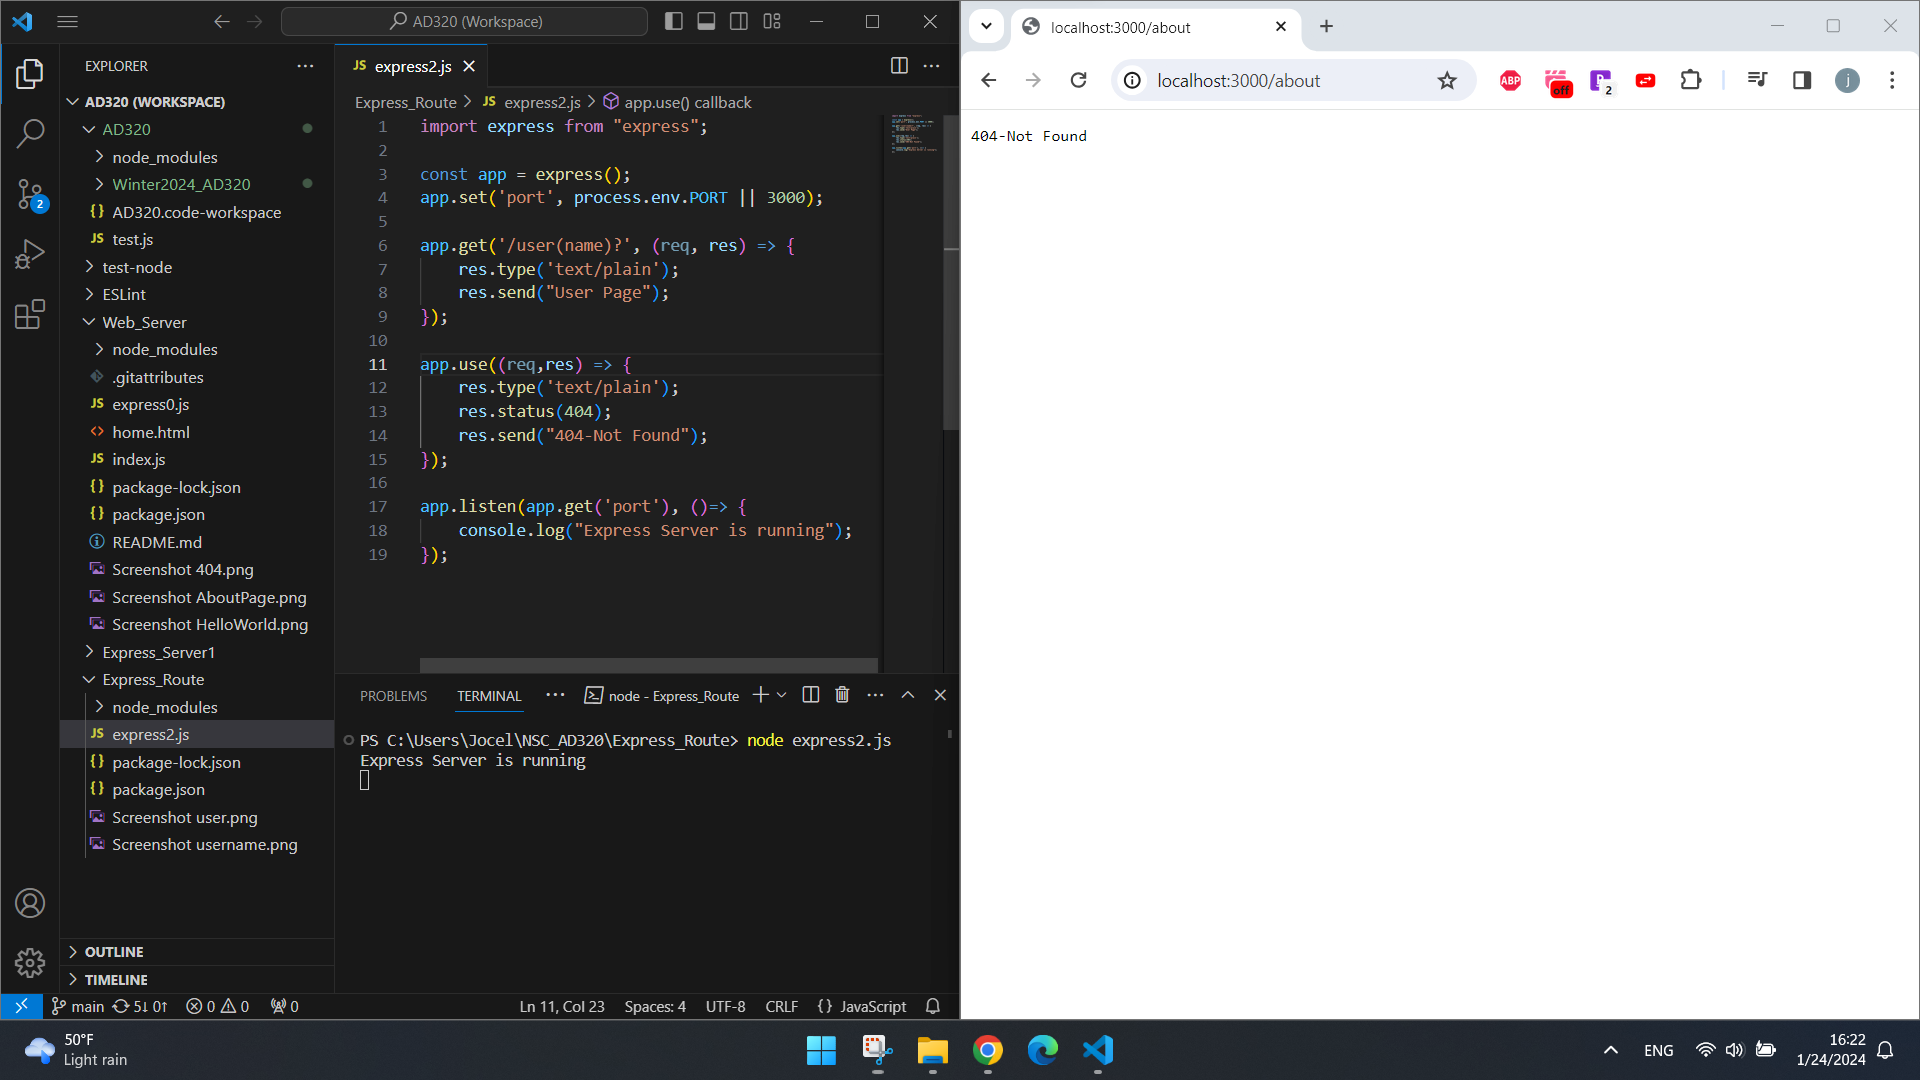 AD320 (Workspace)
EXPLORER
AD320 (WORKSPACE)
AD320
node_modules
Winter2024_AD320
AD320.code-workspace
JS test.js
test-node
ESLint
Web_Server
node_modules
.gitattributes
JS express0.js
home.html
JS index.js
{} package-lock.json
{} package.json
README.md
Screenshot 404.png
Screenshot AboutPage.png
Screenshot HelloWorld.png
Express_Server1
Express_Route
node_modules
JS express2.js
{} package-lock.json
{} package.json
Screenshot user.png
Screenshot username.png
OUTLINE
TIMELINE
2
JS express2.js
Express_Route > JS express2.js > app.use() callback
1 import express from "express";
2
3 const app = express();
4 app.set('port', process.env.PORT || 3000);
5
6 app.get('/user(name)?', (req, res) => {
7 res.type('text/plain');
8 res.send("User Page");
9 });
10
11 app.use((req,res) => {
12 res.type('text/plain');
13 res.status(404);
14 res.send("404-Not Found");
15 });
16
17 app.listen(app.get('port'), ()=> {
18 console.log("Express Server is running");
19 });
PROBLEMS TERMINAL ··· node - Express_Route
PS C:\Users\Jocel\NSC_AD320\Express_Route> node express2.js
Express Server is running
main 5↓ 0↑ 0 0 0 Ln 11, Col 23 Spaces: 4 UTF-8 CRLF {} JavaScript
localhost:3000/about
localhost:3000/about
ABP off 2 j
404-Not Found
50°F
Light rain
ENG
16:22
1/24/2024